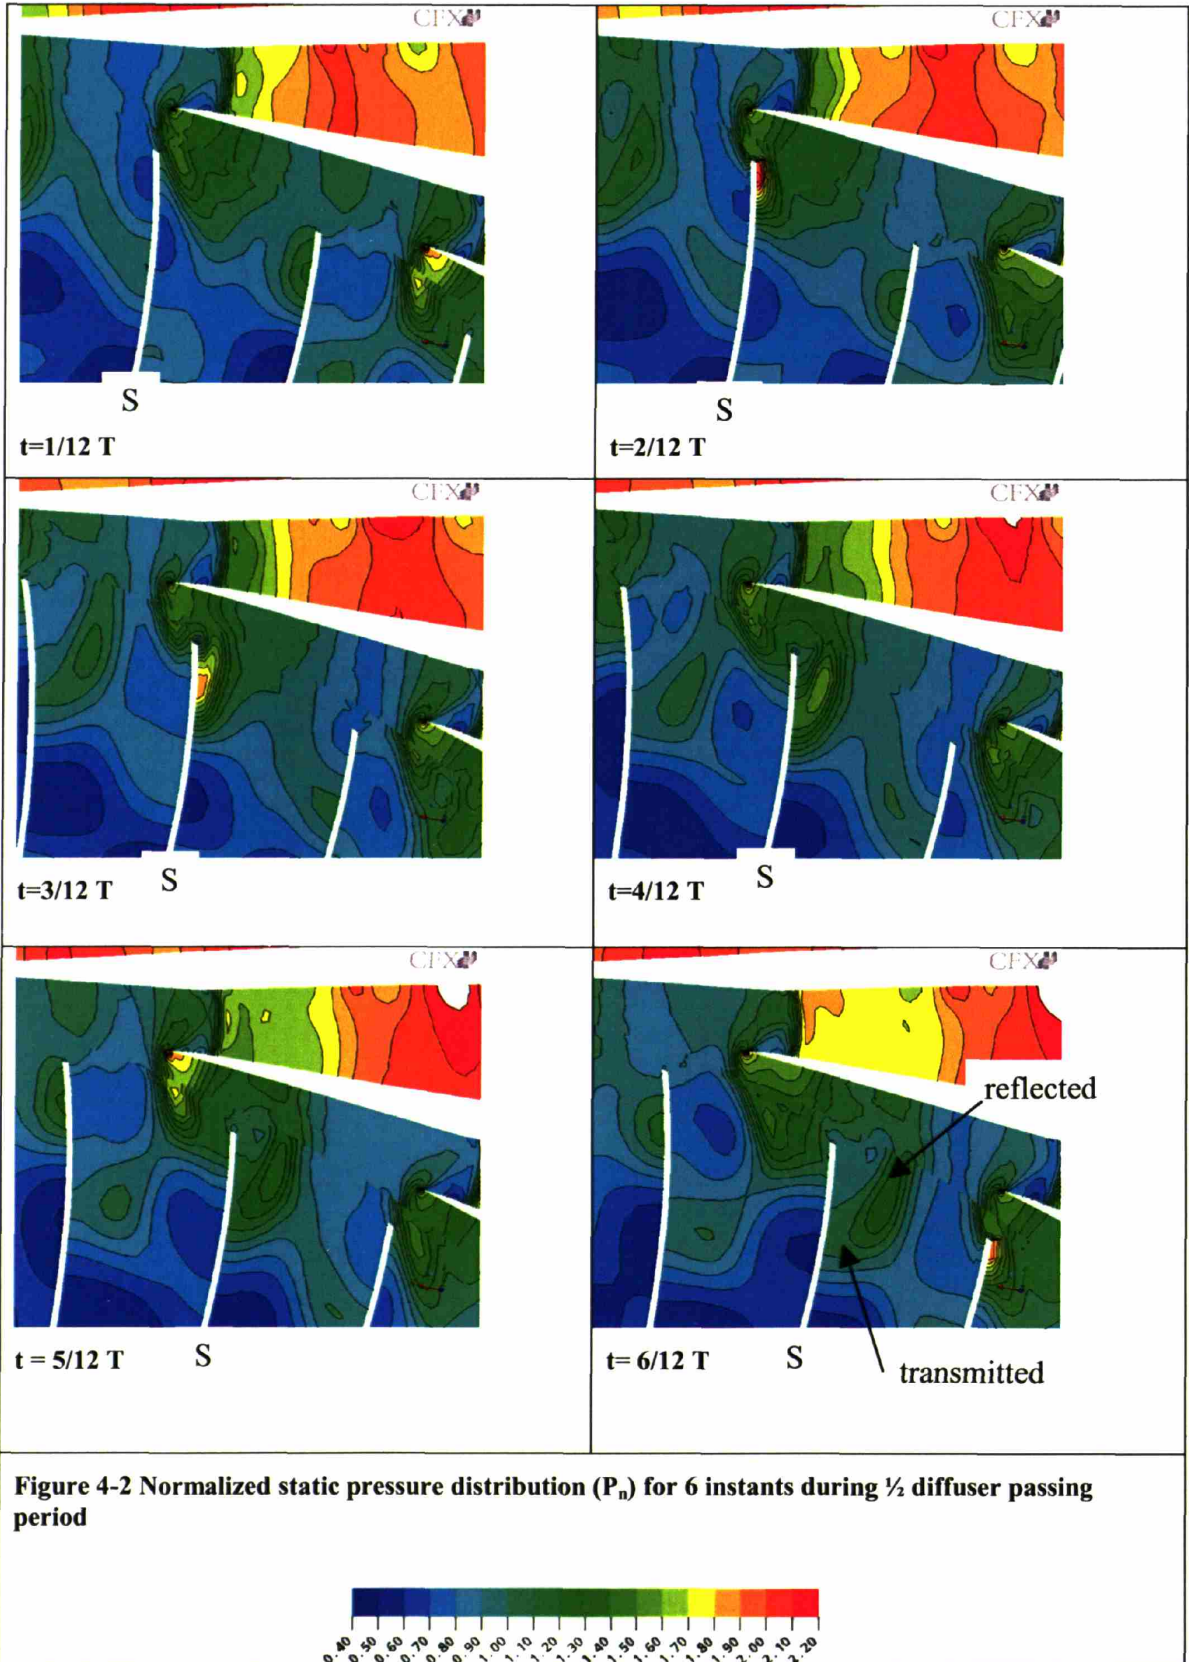 CFX
CFX
S
S
t=1/12 T
t=2/12 T
CFX
CFX
t=3/12 T
S
t=4/12 T
S
CFX
CFX
reflected
t = 5/12 T
S
t= 6/12 T
S
transmitted
Figure 4-2 Normalized static pressure distribution (Pn) for 6 instants during ½ diffuser passing
period
0.40 0.50 0.60 0.70 0.80 0.90 1.00 1.10 1.20 1.30 1.40 1.50 1.60 1.70 1.80 1.90 2.00 2.10 2.20